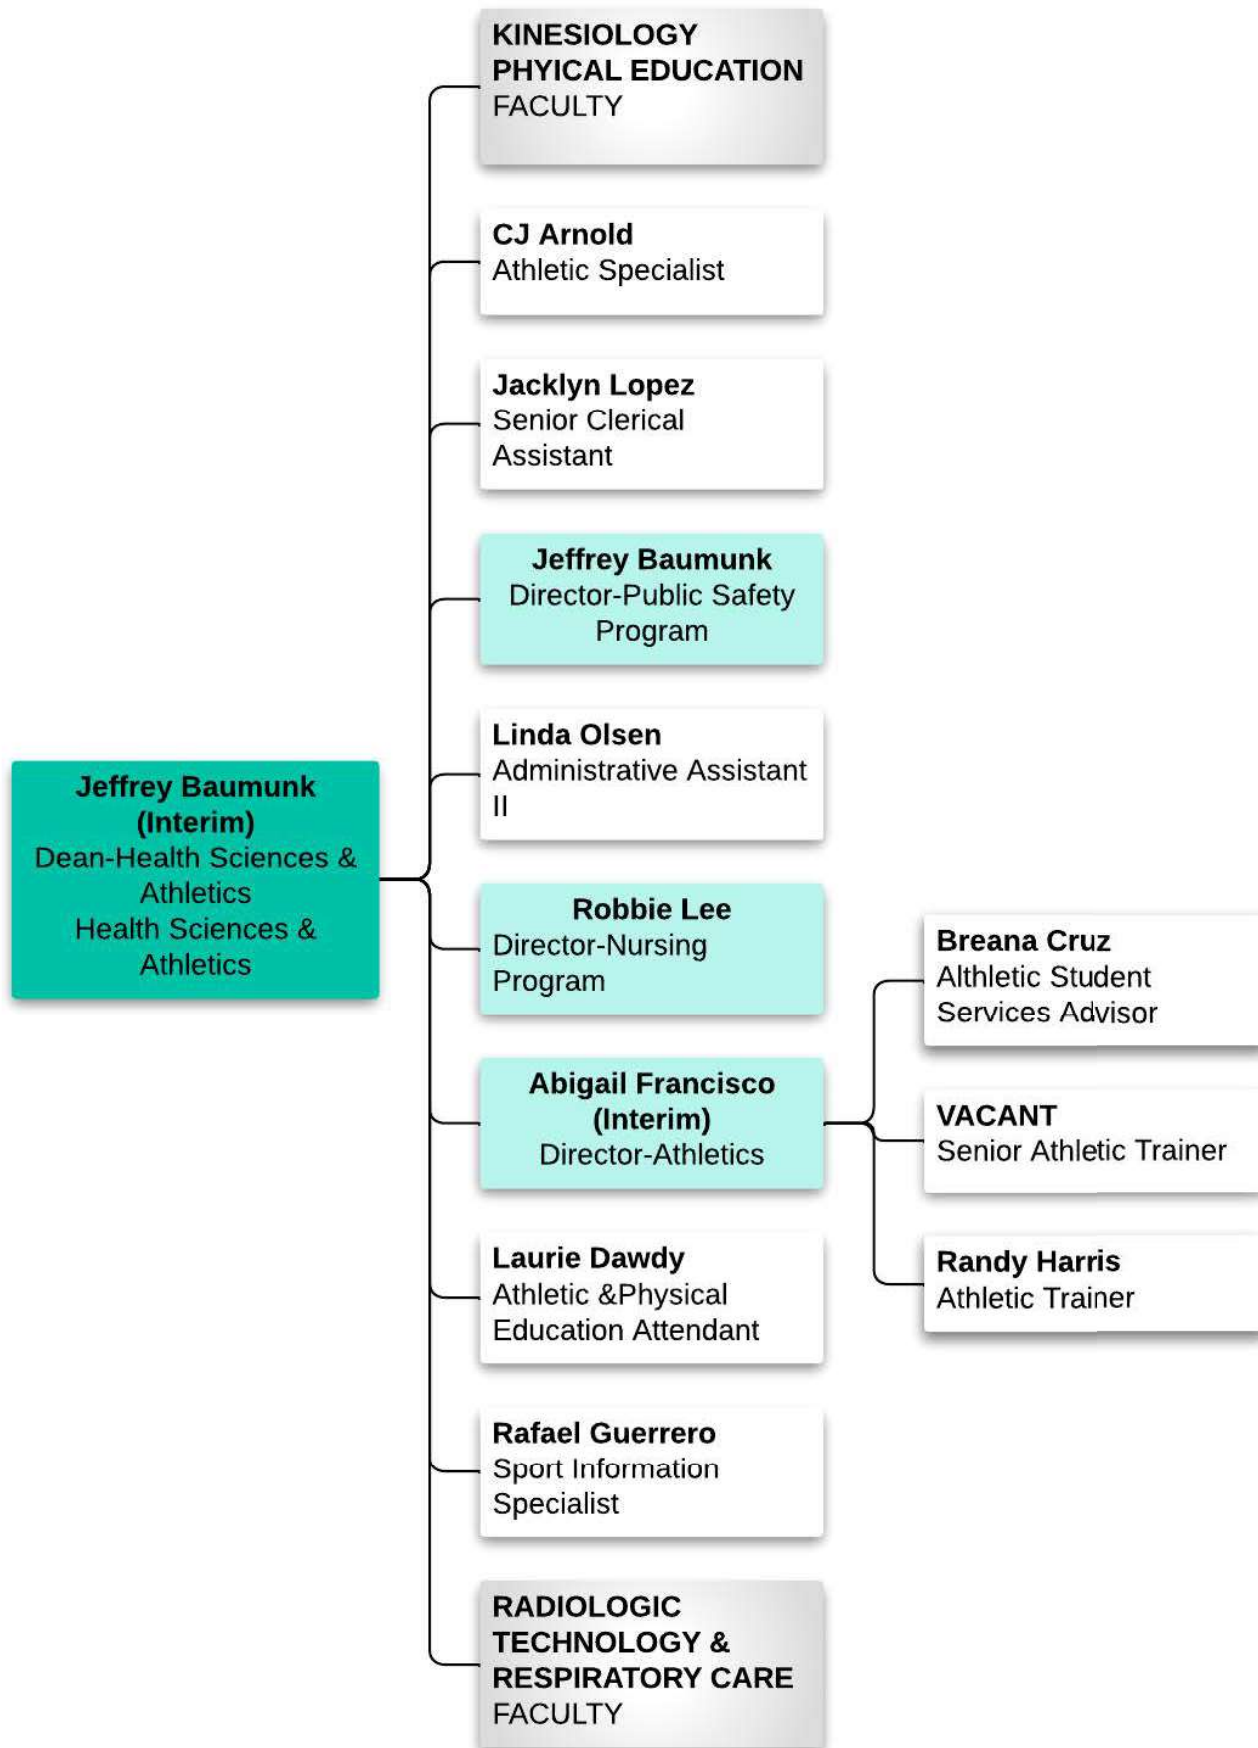 KINESIOLOGY
PHYICAL EDUCATION
FACULTY
CJ Arnold
Athletic Specialist
Jacklyn Lopez
Senior Clerical
Assistant
Jeffrey Baumunk
Director-Public Safety
Program
Linda Olsen
Administrative Assistant
II
Jeffrey Baumunk
(Interim)
Dean-Health Sciences &
Athletics
Health Sciences &
Athletics
Robbie Lee
Director-Nursing
Program
Abigail Francisco
(Interim)
Director-Athletics
Breana Cruz
Althletic Student
Services Advisor
VACANT
Senior Athletic Trainer
Randy Harris
Athletic Trainer
Laurie Dawdy
Athletic &Physical
Education Attendant
Rafael Guerrero
Sport Information
Specialist
RADIOLOGIC
TECHNOLOGY &
RESPIRATORY CARE
FACULTY